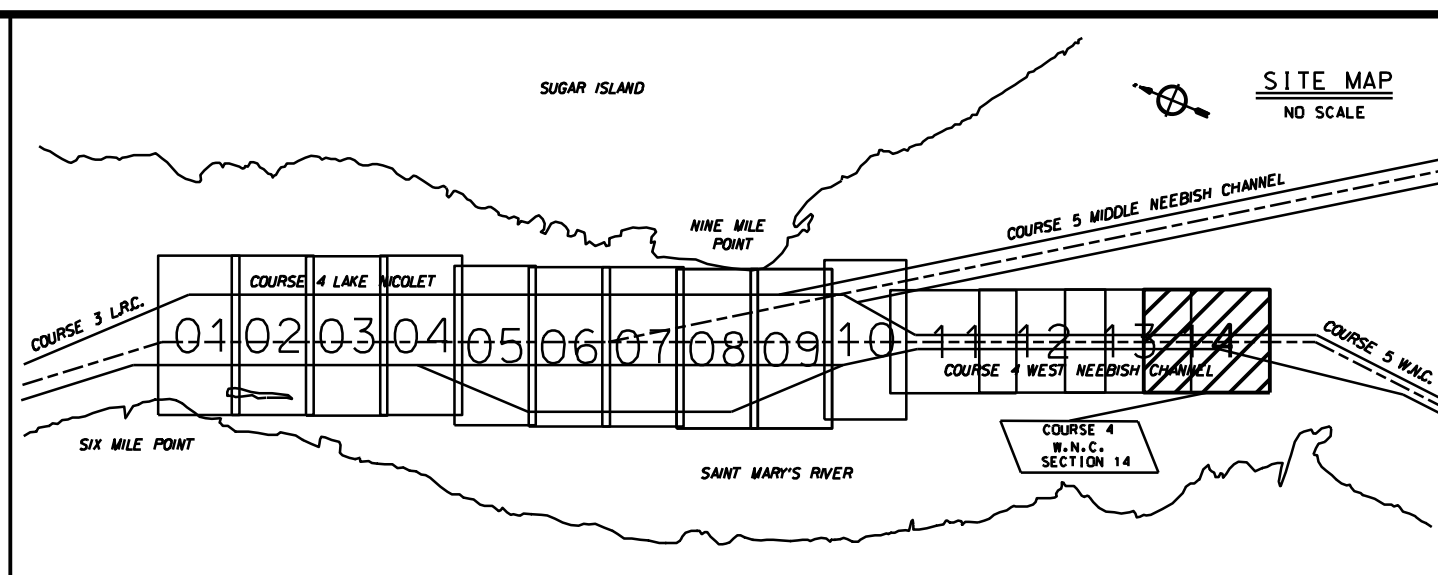 SUGAR ISLAND
SITE MAP
NO SCALE
COURSE 5 MIDDLE NEEBISH CHANNEL
NINE MILE
POINT
COURSE 4 LAKE NICOLET
COURSE 3 L.R.C.
01 02 03 04 05 06 07 08 09 10 11 12 13 14
COURSE 5 W.N.C.
COURSE 4 WEST NEEBISH CHANNEL
SIX MILE POINT
COURSE 4
W.N.C.
SECTION 14
SAINT MARY'S RIVER